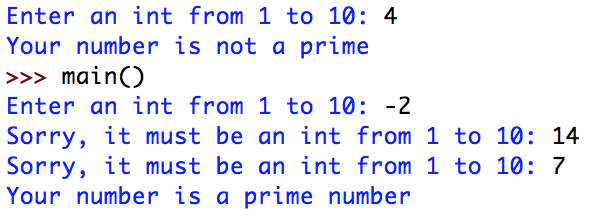 Enter an int from 1 to 10: 4
Your number is not a prime
>>> main()
Enter an int from 1 to 10: -2
Sorry, it must be an int from 1 to 10: 14
Sorry, it must be an int from 1 to 10: 7
Your number is a prime number